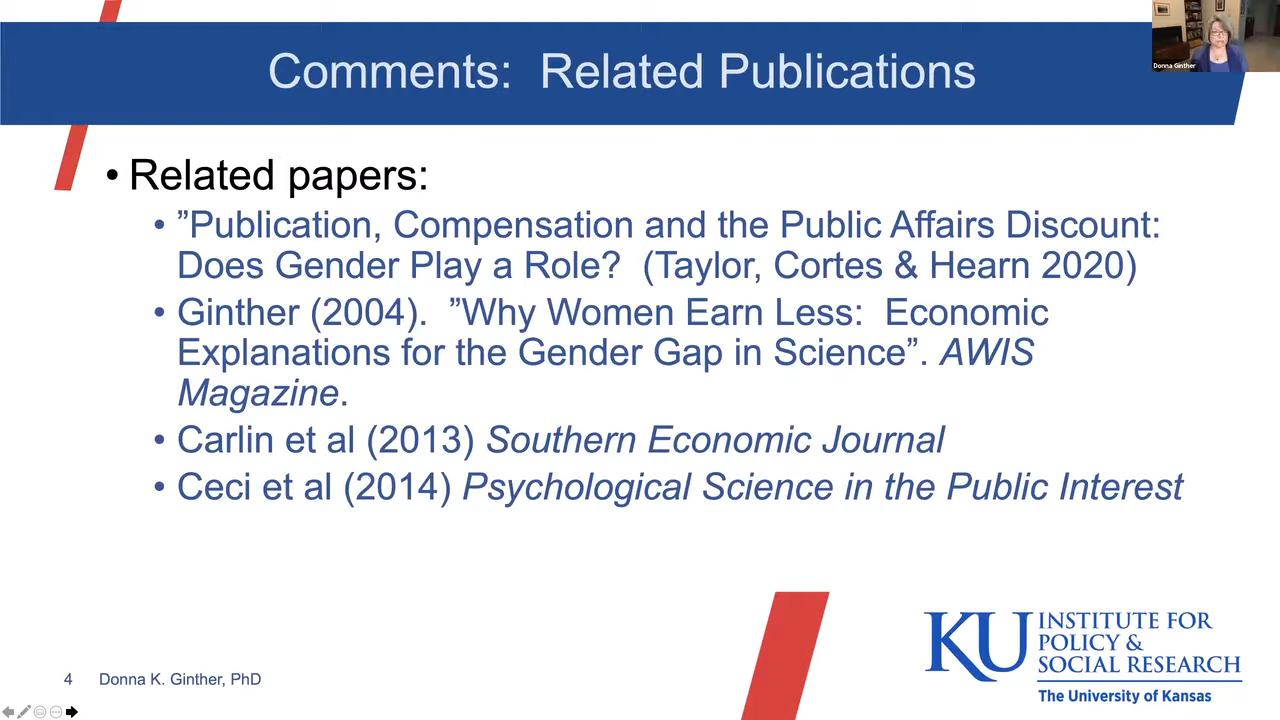 Comments:  Related Publications
Donna Ginther
• Related papers:
• ”Publication, Compensation and the Public Affairs Discount:
Does Gender Play a Role?  (Taylor, Cortes & Hearn 2020)
• Ginther (2004).  ”Why Women Earn Less:  Economic
Explanations for the Gender Gap in Science”. AWIS
Magazine.
• Carlin et al (2013) Southern Economic Journal
• Ceci et al (2014) Psychological Science in the Public Interest
KU INSTITUTE FOR
POLICY &
SOCIAL RESEARCH
The University of Kansas
4 Donna K. Ginther, PhD